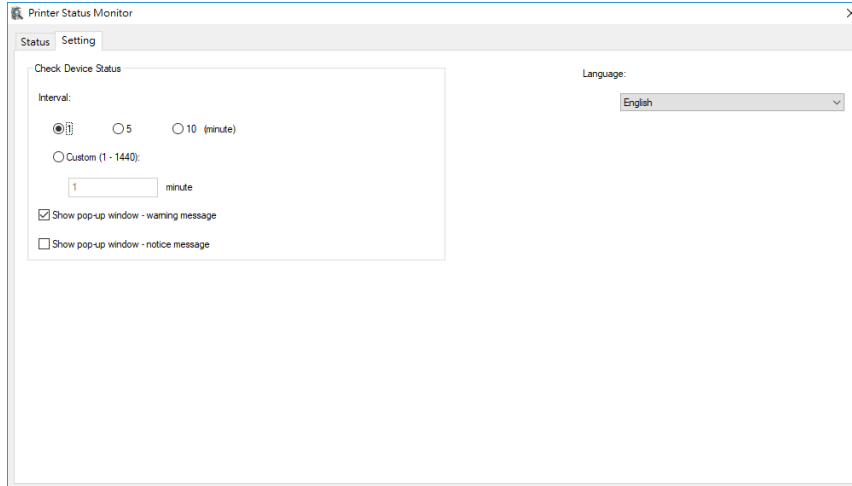 Printer Status Monitor
Status Setting
Check Device Status
Interval:
1 5 10 (minute)
Custom (1 - 1440):
1 minute
Show pop-up window - warning message
Show pop-up window - notice message
Language:
English